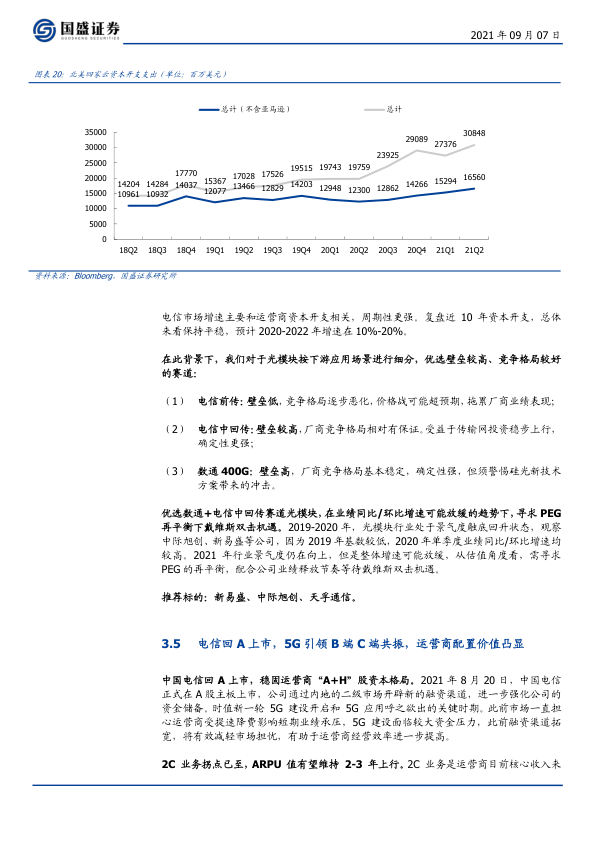 国盛证券
GUOSHENG SECURITIES
2021 年 09 月 07 日
图表 20：北美四家云资本开支支出（单位：百万美元）
总计（不含亚马逊） 总计
35000
30000
25000
20000
15000
10000
5000
0
14204 14284 17770 15367 17028 17526 19515 19743 19759 23925 29089 27376 30848
10961 10932 14037 12077 13466 12829 14203 12948 12300 12862 14266 15294 16560
18Q2 18Q3 18Q4 19Q1 19Q2 19Q3 19Q4 20Q1 20Q2 20Q3 20Q4 21Q1 21Q2
资料来源：Bloomberg，国盛证券研究所
电信市场增速主要和运营商资本开支相关，周期性更强。复盘近 10 年资本开支，总体
来看保持平稳，预计 2020-2022 年增速在 10%-20%。
在此背景下，我们对于光模块按下游应用场景进行细分，优选壁垒较高、竞争格局较好
的赛道：
（1） 电信前传：壁垒低，竞争格局逐步恶化，价格战可能超预期，拖累厂商业绩表现；
（2） 电信中回传：壁垒较高，厂商竞争格局相对有保证。受益于传输网投资稳步上行，
确定性更强；
（3） 数通 400G：壁垒高，厂商竞争格局基本稳定，确定性强，但须警惕硅光新技术
方案带来的冲击。
优选数通+电信中回传赛道光模块，在业绩同比/环比增速可能放缓的趋势下，寻求 PEG
再平衡下戴维斯双击机遇。2019-2020 年，光模块行业处于景气度触底回升状态，观察
中际旭创、新易盛等公司，因为 2019 年基数较低，2020 年单季度业绩同比/环比增速均
较高。2021 年行业景气度仍在向上，但是整体增速可能放缓，从估值角度看，需寻求
PEG 的再平衡，配合公司业绩释放节奏等待戴维斯双击机遇。
推荐标的：新易盛、中际旭创、天孚通信。
3.5 电信回 A 上市，5G 引领 B 端 C 端共振，运营商配置价值凸显
中国电信回 A 上市，稳固运营商“A+H”股资本格局。2021 年 8 月 20 日，中国电信
正式在 A 股主板上市，公司通过内地的二级市场开辟新的融资渠道，进一步强化公司的
资金储备。时值新一轮 5G 建设开启和 5G 应用呼之欲出的关键时期。此前市场一直担
心运营商受提速降费影响短期业绩承压，5G 建设面临较大资金压力，此前融资渠道拓
宽，将有效减轻市场担忧，有助于运营商经营效率进一步提高。
2C 业务拐点已至，ARPU 值有望维持 2-3 年上行。2C 业务是运营商目前核心收入来